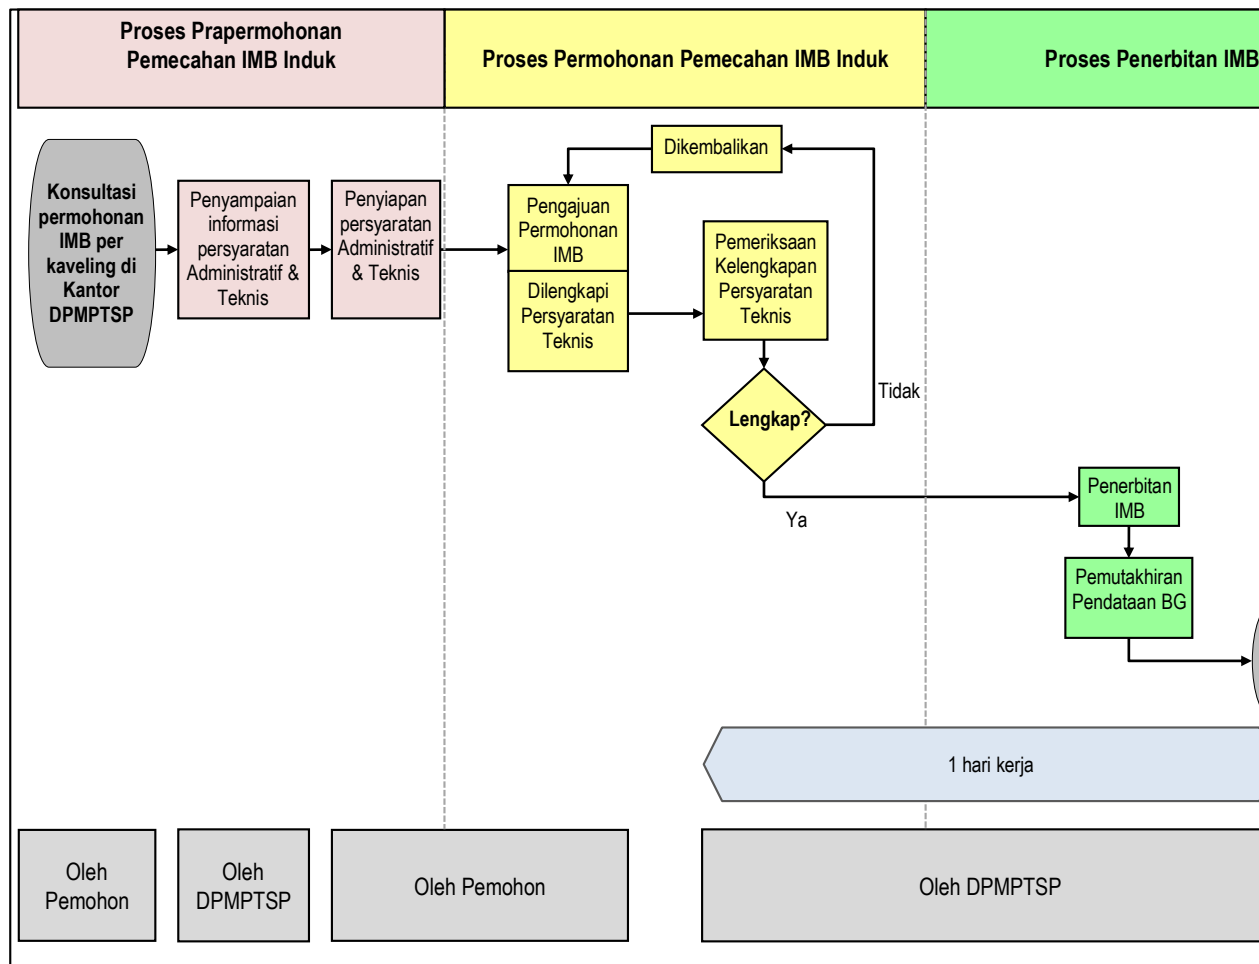 Proses Prapermohonan
Pemecahan IMB Induk
Proses Permohonan Pemecahan IMB Induk
Proses Penerbitan IMB
Konsultasi
permohonan
IMB per
kaveling di
Kantor
DPMPTSP
Penyampaian
informasi
persyaratan
Administratif &
Teknis
Penyiapan
persyaratan
Administratif
& Teknis
Dikembalikan
Pengajuan
Permohonan
IMB
Dilengkapi
Persyaratan
Teknis
Pemeriksaan
Kelengkapan
Persyaratan
Teknis
Lengkap?
Tidak
Ya
Penerbitan
IMB
Pemutakhiran
Pendataan BG
1 hari kerja
Oleh
Pemohon
Oleh
DPMPTSP
Oleh Pemohon
Oleh DPMPTSP